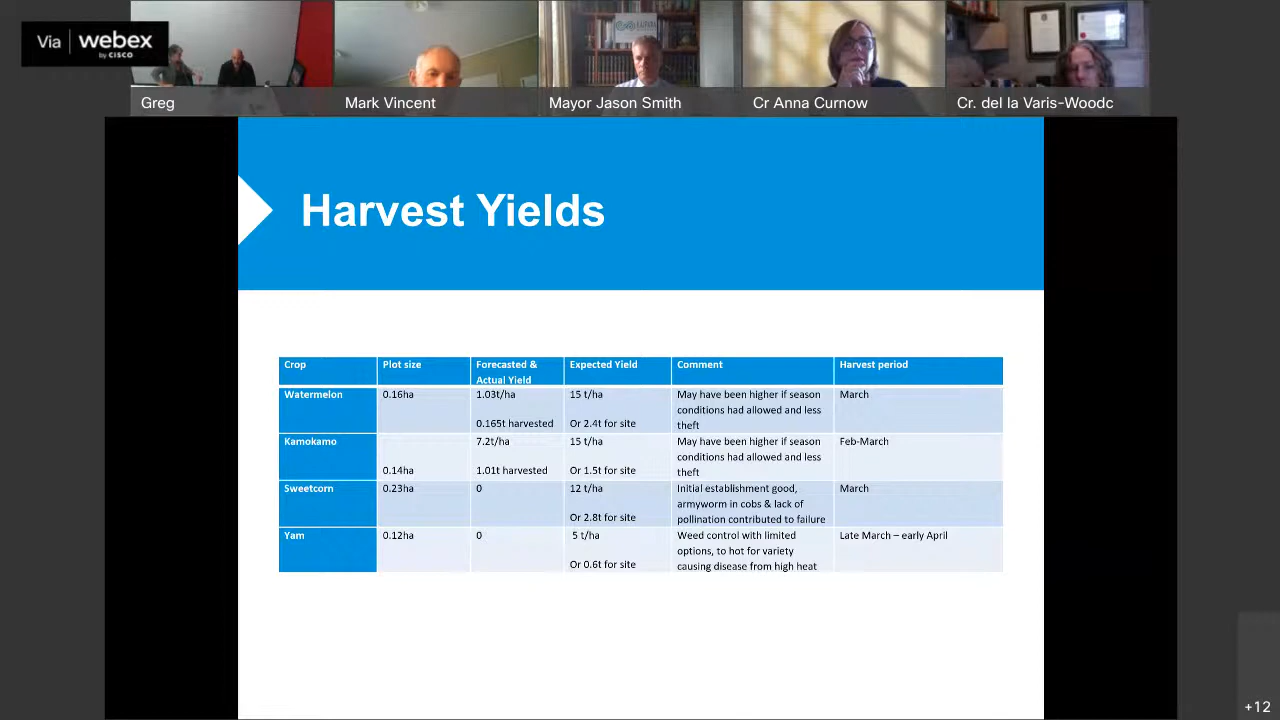 Via webex
by CISCO
KAIPARA
Greg
Mark Vincent
Mayor Jason Smith
Cr Anna Curnow
Cr. del la Varis-Woodc
Harvest Yields
Crop
Plot size
Forecasted &
Actual Yield
Expected Yield
Comment
Harvest period
Watermelon
0.16ha
1.03t/ha
0.165t harvested
15 t/ha
Or 2.4t for site
May have been higher if season
conditions had allowed and less
theft
March
Kamokamo
0.14ha
7.2t/ha
1.01t harvested
15 t/ha
Or 1.5t for site
May have been higher if season
conditions had allowed and less
theft
Feb-March
Sweetcorn
0.23ha
0
12 t/ha
Or 2.8t for site
Initial establishment good,
armyworm in cobs & lack of
pollination contributed to failure
March
Yam
0.12ha
0
5 t/ha
Or 0.6t for site
Weed control with limited
options, to hot for variety
causing disease from high heat
Late March – early April
+12